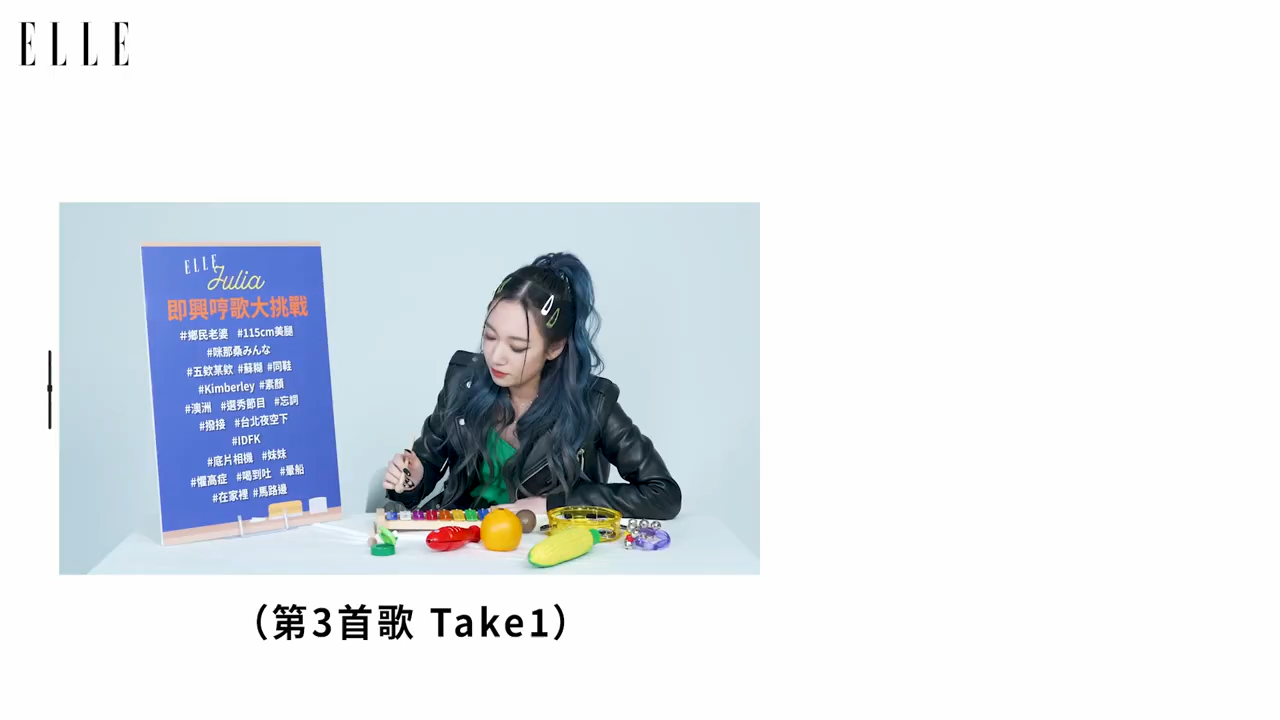 ELLE
ELLE
Julia
即興哼歌大挑戰
#鄉民老婆 #115cm美腿
#咪那桑みんな
#五欸某欸 #蘇糊 #同鞋
#Kimberley #素顏
#澳洲 #選秀節目 #忘詞
#撥接 #台北夜空下
#IDFK
#底片相機 #妹妹
#懼高症 #喝到吐 #暈船
#在家裡 #馬路邊
（第3首歌 Take1）